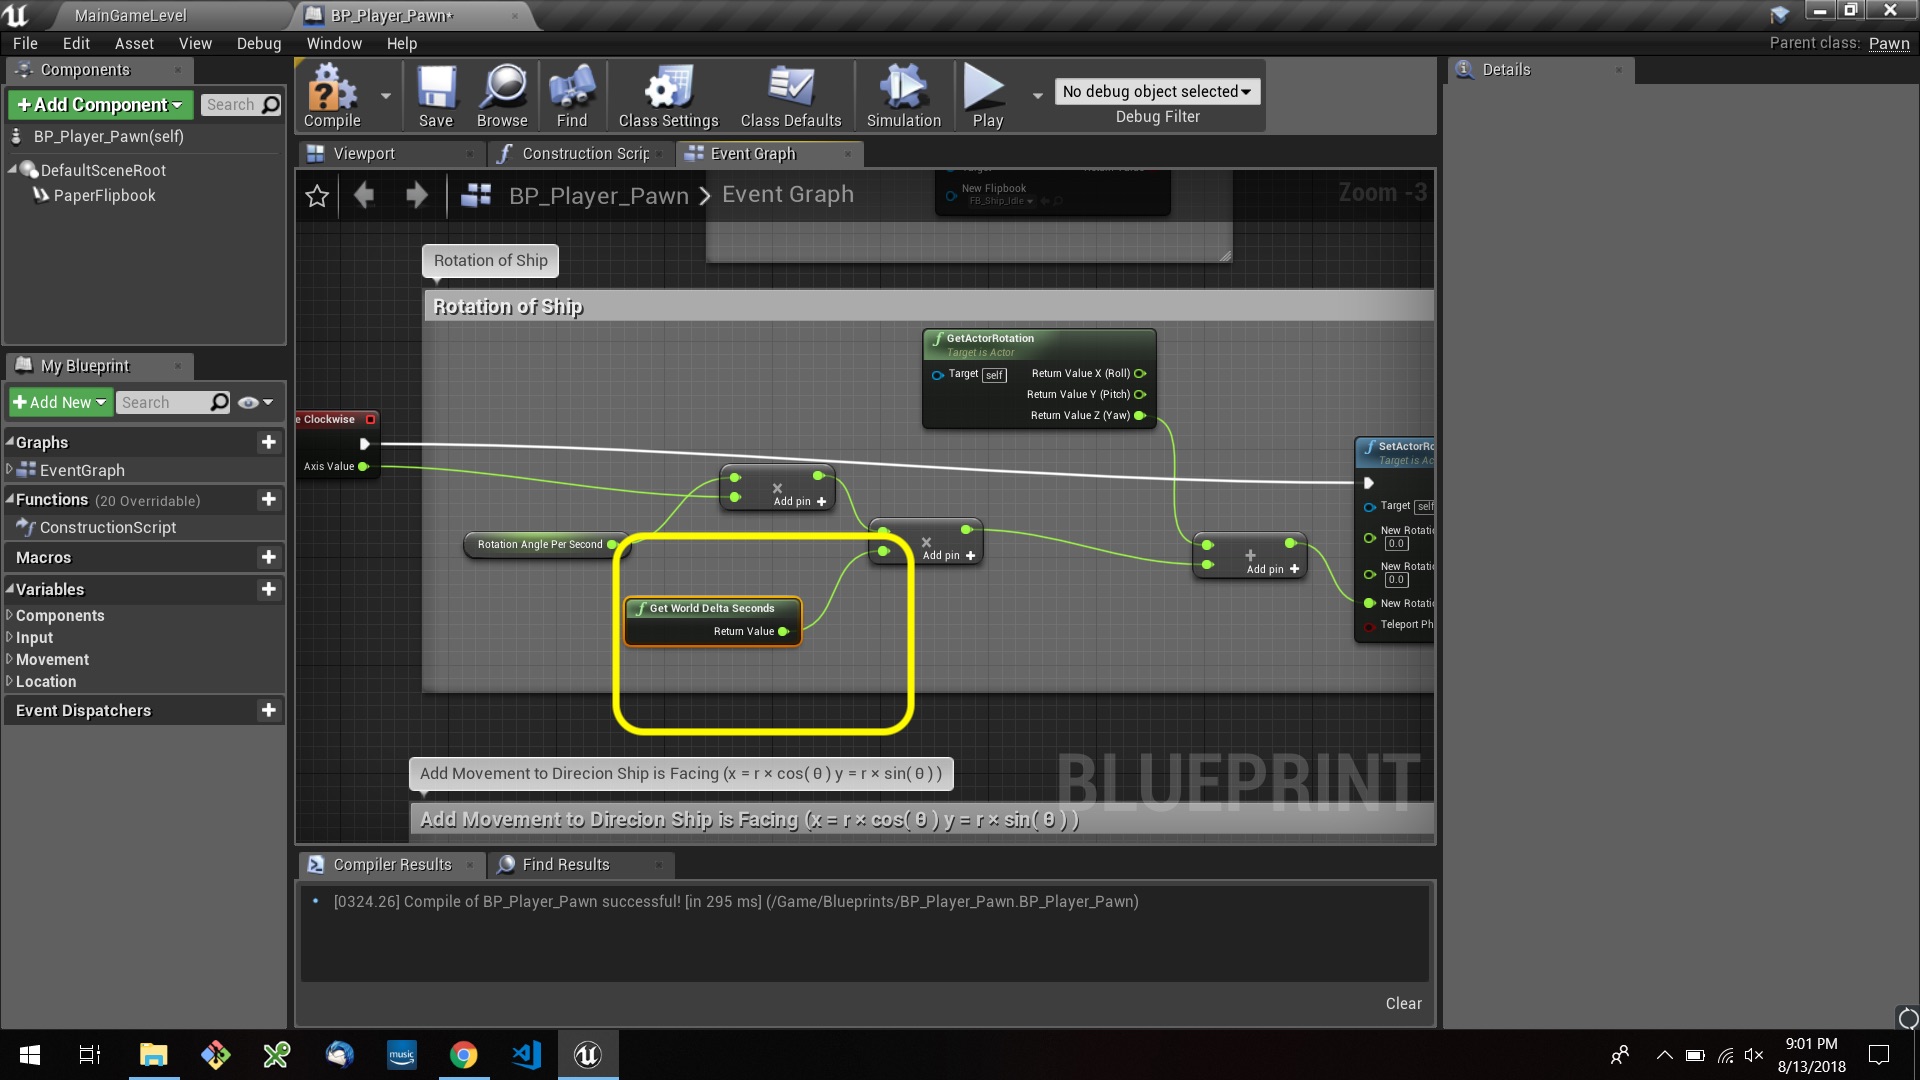 MainGameLevel
BP_Player_Pawn*
File Edit Asset View Debug Window Help
Parent class: Pawn
Components
Add Component
Search
BP_Player_Pawn(self)
DefaultSceneRoot
PaperFlipbook
Compile
Save
Browse
Find
Class Settings
Class Defaults
Simulation
Play
No debug object selected
Debug Filter
Details
Viewport
Construction Scrip
Event Graph
BP_Player_Pawn > Event Graph
Zoom -3
New Flipbook
FB_Ship_Idle
Rotation of Ship
Rotation of Ship
GetActorRotation
Target is Actor
Target self
Return Value X (Roll)
Return Value Y (Pitch)
Return Value Z (Yaw)
e Clockwise
Axis Value
×
Add pin +
Rotation Angle Per Second
×
Add pin +
Get World Delta Seconds
Return Value
+
Add pin +
SetActorRo
Target is Ac
Target self
New Rotati
0.0
New Rotati
0.0
New Rotati
Teleport Ph
Add Movement to Direcion Ship is Facing (x = r × cos( θ ) y = r × sin( θ ) )
BLUEPRINT
Add Movement to Direcion Ship is Facing (x = r × cos( θ ) y = r × sin( θ ) )
My Blueprint
Add New
Search
Graphs
EventGraph
Functions (20 Overridable)
ConstructionScript
Macros
Variables
Components
Input
Movement
Location
Event Dispatchers
Compiler Results
Find Results
[0324.26] Compile of BP_Player_Pawn successful! [in 295 ms] (/Game/Blueprints/BP_Player_Pawn.BP_Player_Pawn)
Clear
music
9:01 PM
8/13/2018